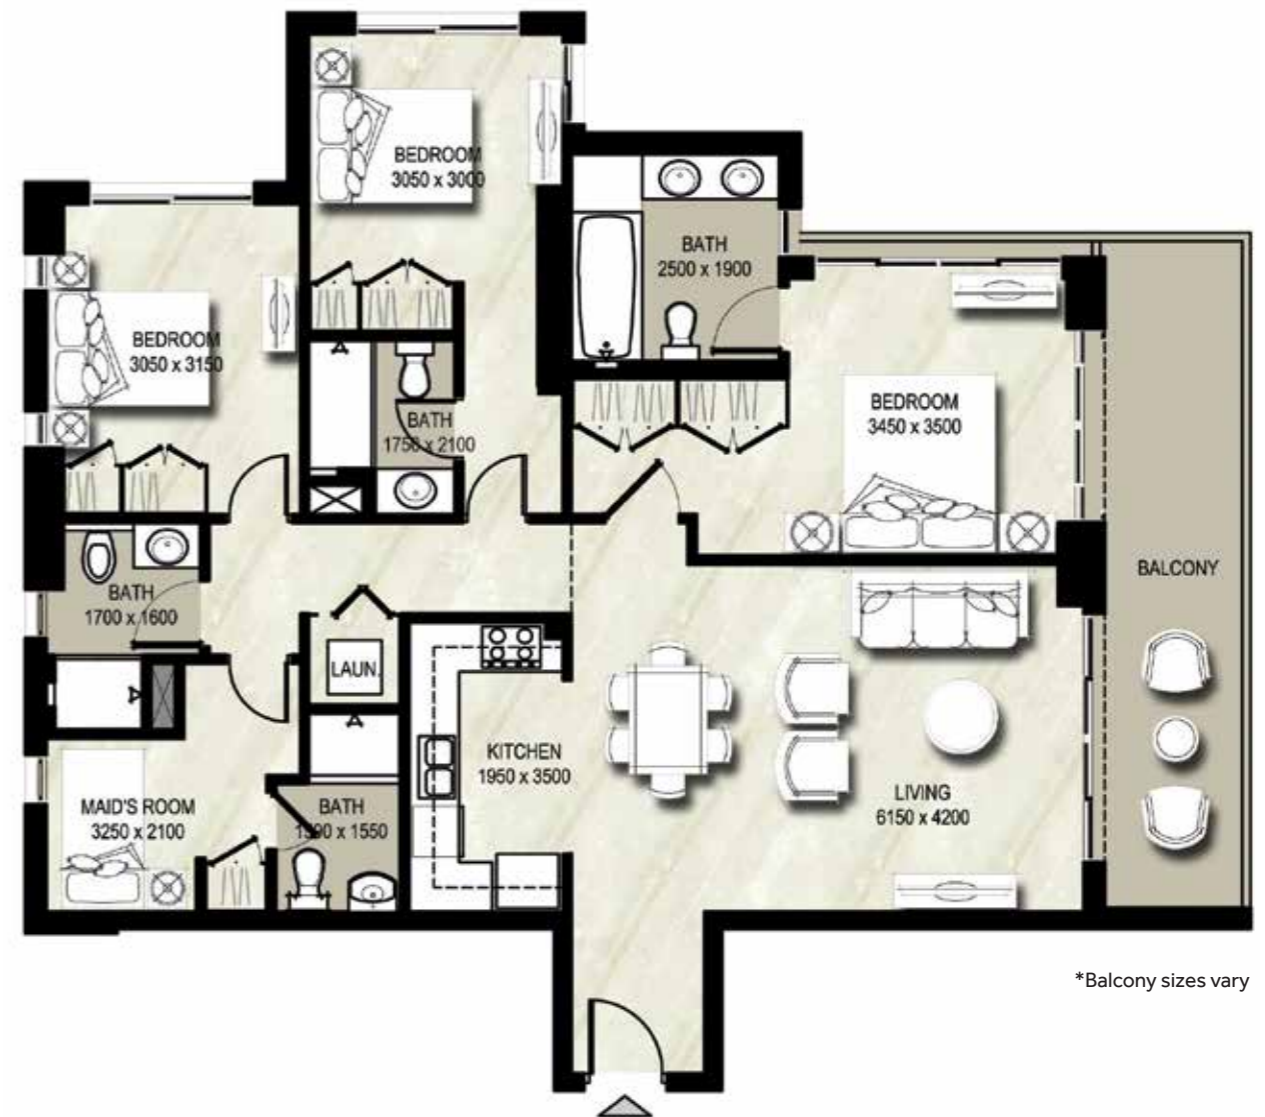 BEDROOM
3050 x 3000
BATH
2500 x 1900
BEDROOM
3050 x 3150
BEDROOM
3450 x 3500
BATH
1750 x 2100
BALCONY
BATH
1700 x 1600
LAUN.
KITCHEN
1950 x 3500
LIVING
6150 x 4200
MAID'S ROOM
3250 x 2100
BATH
x 1550
*Balcony sizes vary